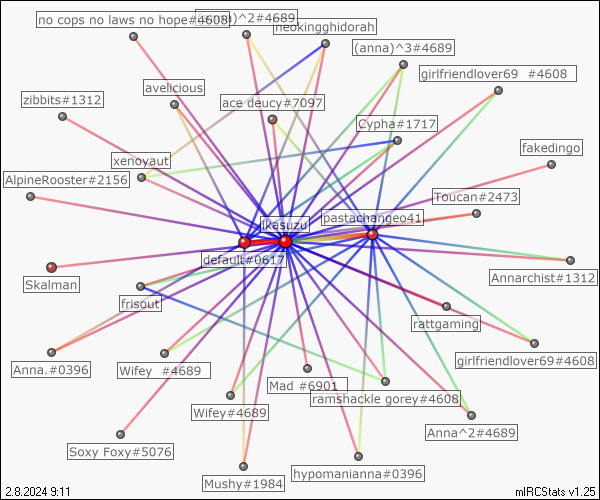 no cops no laws no hope#4608
)^2#4689
neokingghidorah
(anna)^3#4689
girlfriendlover69 #4608
avelicious
zibbits#1312
ace deucy#7097
Cypha#1717
fakedingo
xenoyaut
AlpineRooster#2156
Toucan#2473
pastachangeo41
ikasuzu
default#0617
Annarchist#1312
Skalman
frisout
rattgaming
girlfriendlover69#4608
Anna.#0396
Wifey #4689
Mad #6901
ramshackle gorey#4608
Wifey#4689
Anna^2#4689
Soxy Foxy#5076
hypomanianna#0396
Mushy#1984
2.8.2024 9:11
mIRCStats v1.25